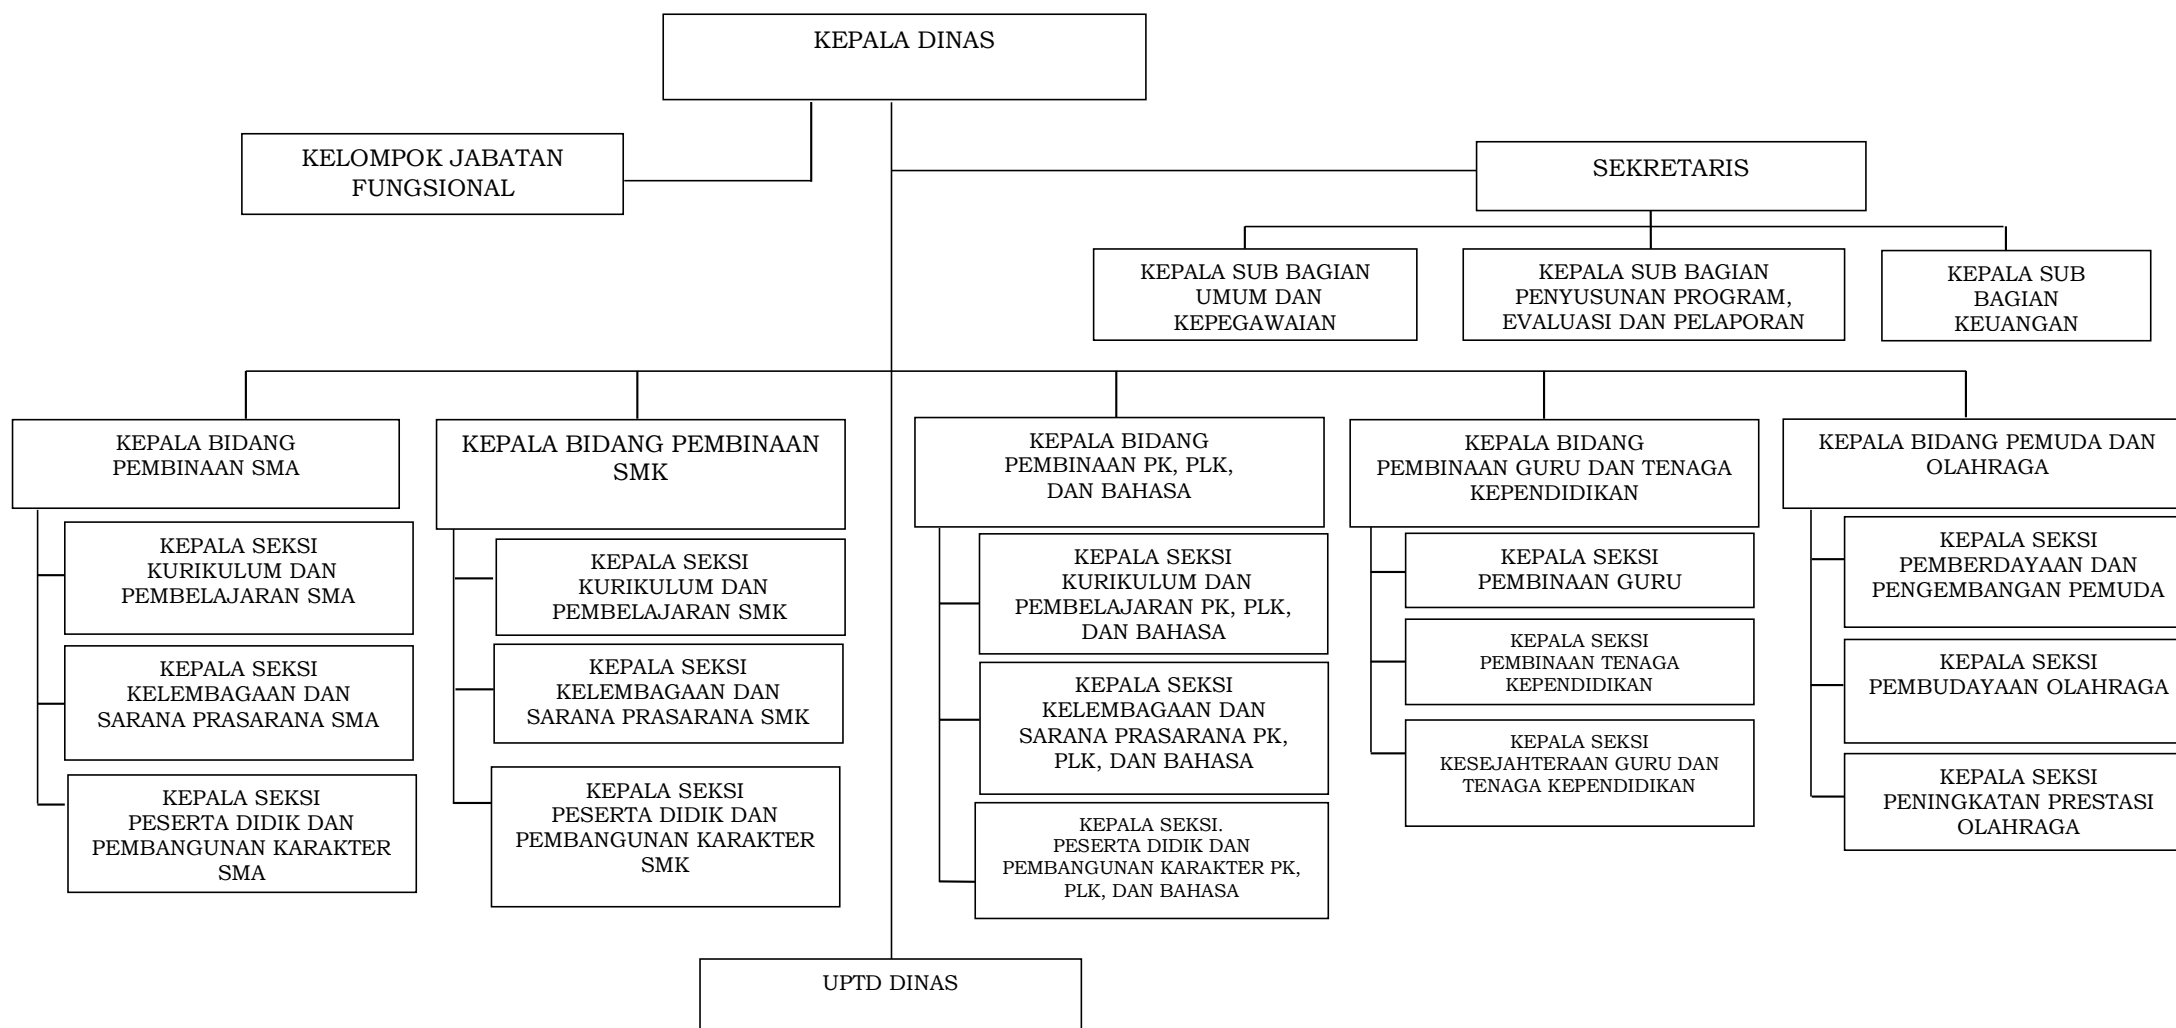 KEPALA DINAS
KELOMPOK JABATAN
FUNGSIONAL
SEKRETARIS
KEPALA SUB BAGIAN
UMUM DAN
KEPEGAWAIAN
KEPALA SUB BAGIAN
PENYUSUNAN PROGRAM,
EVALUASI DAN PELAPORAN
KEPALA SUB
BAGIAN
KEUANGAN
KEPALA BIDANG
PEMBINAAN SMA
KEPALA SEKSI
KURIKULUM DAN
PEMBELAJARAN SMA
KEPALA SEKSI
KELEMBAGAAN DAN
SARANA PRASARANA SMA
KEPALA SEKSI
PESERTA DIDIK DAN
PEMBANGUNAN KARAKTER
SMA
KEPALA BIDANG PEMBINAAN
SMK
KEPALA SEKSI
KURIKULUM DAN
PEMBELAJARAN SMK
KEPALA SEKSI
KELEMBAGAAN DAN
SARANA PRASARANA SMK
KEPALA SEKSI
PESERTA DIDIK DAN
PEMBANGUNAN KARAKTER
SMK
KEPALA BIDANG
PEMBINAAN PK, PLK,
DAN BAHASA
KEPALA SEKSI
KURIKULUM DAN
PEMBELAJARAN PK, PLK,
DAN BAHASA
KEPALA SEKSI
KELEMBAGAAN DAN
SARANA PRASARANA PK,
PLK, DAN BAHASA
KEPALA SEKSI.
PESERTA DIDIK DAN
PEMBANGUNAN KARAKTER PK,
PLK, DAN BAHASA
KEPALA BIDANG
PEMBINAAN GURU DAN TENAGA
KEPENDIDIKAN
KEPALA SEKSI
PEMBINAAN GURU
KEPALA SEKSI
PEMBINAAN TENAGA
KEPENDIDIKAN
KEPALA SEKSI
KESEJAHTERAAN GURU DAN
TENAGA KEPENDIDIKAN
KEPALA BIDANG PEMUDA DAN
OLAHRAGA
KEPALA SEKSI
PEMBERDAYAAN DAN
PENGEMBANGAN PEMUDA
KEPALA SEKSI
PEMBUDAYAAN OLAHRAGA
KEPALA SEKSI
PENINGKATAN PRESTASI
OLAHRAGA
UPTD DINAS